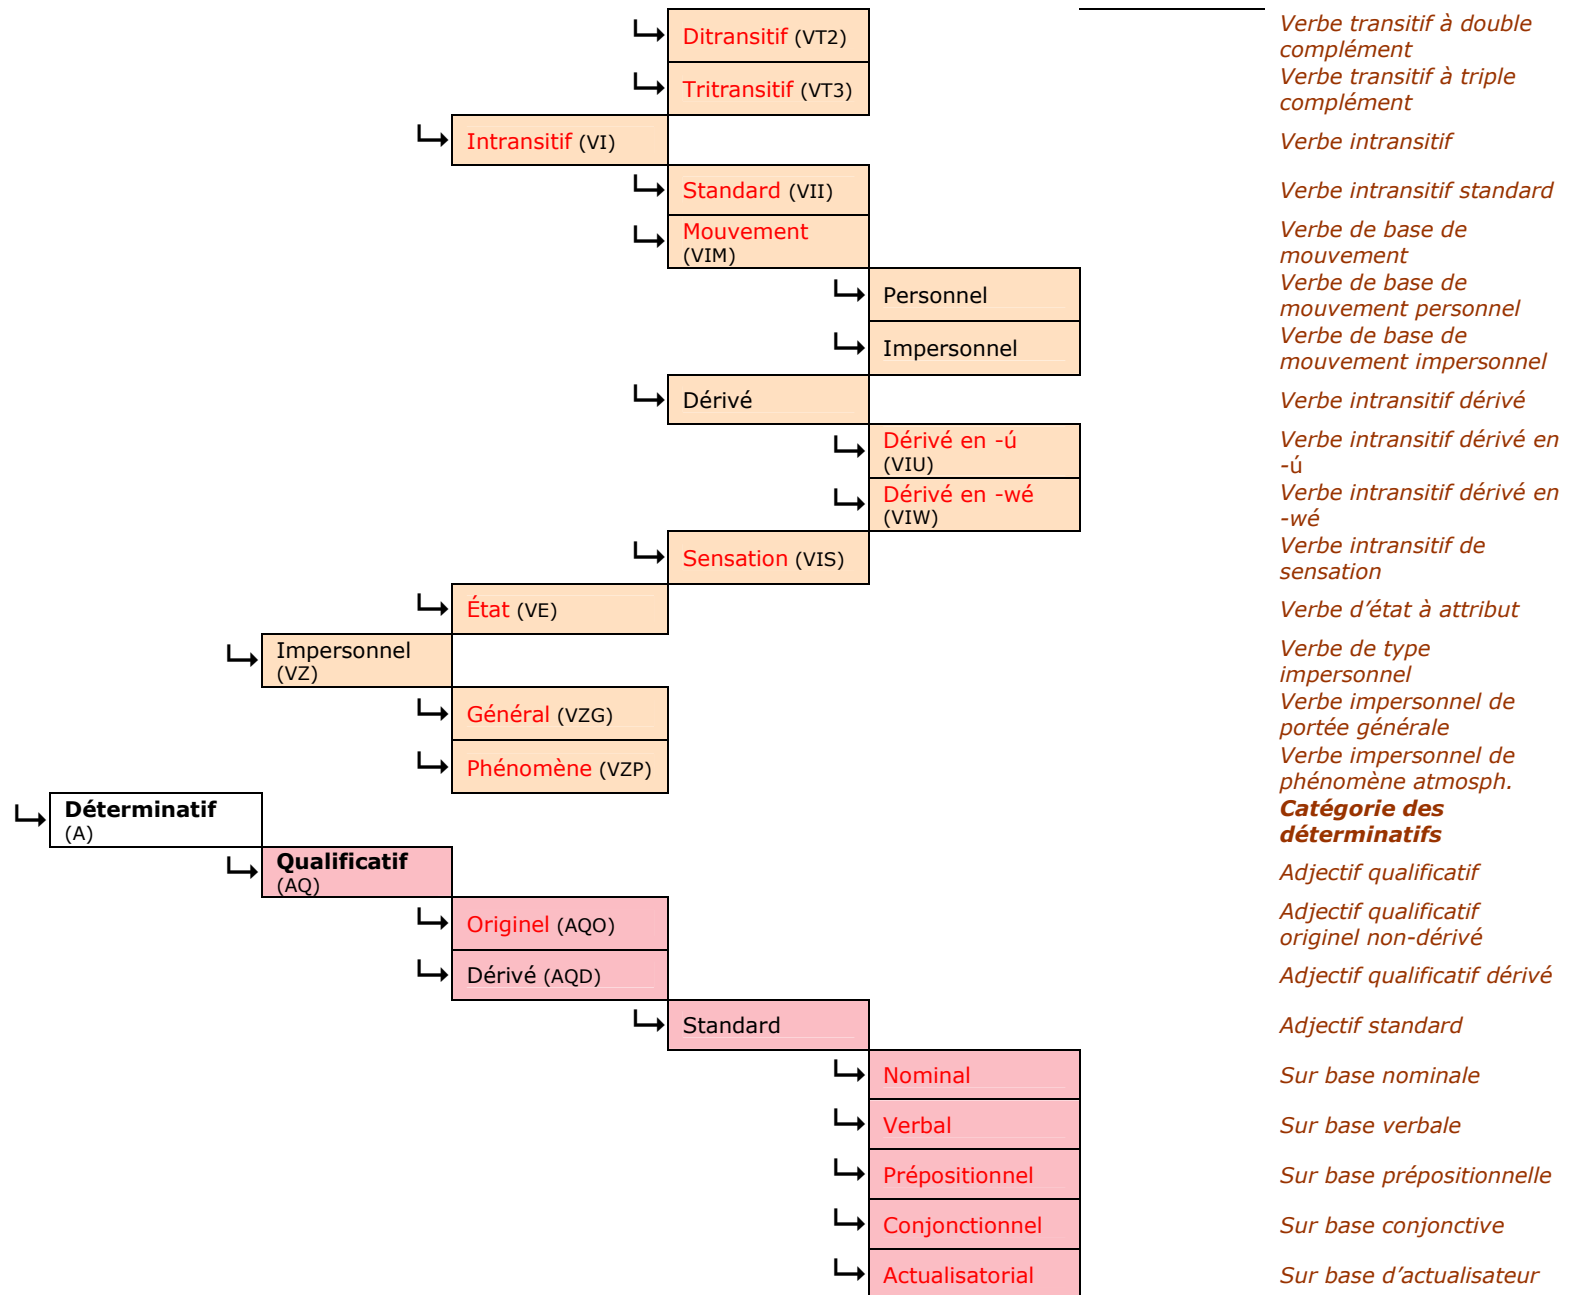 Ditransitif (VT2)
Verbe transitif à double
complément
Tritransitif (VT3)
Verbe transitif à triple
complément
Intransitif (VI)
Verbe intransitif
Standard (VII)
Verbe intransitif standard
Mouvement
(VIM)
Verbe de base de
mouvement
Personnel
Verbe de base de
mouvement personnel
Impersonnel
Verbe de base de
mouvement impersonnel
Dérivé
Verbe intransitif dérivé
Dérivé en -ú
(VIU)
Verbe intransitif dérivé en
-ú
Dérivé en -wé
(VIW)
Verbe intransitif dérivé en
-wé
Sensation (VIS)
Verbe intransitif de
sensation
État (VE)
Verbe d’état à attribut
Impersonnel
(VZ)
Verbe de type
impersonnel
Général (VZG)
Verbe impersonnel de
portée générale
Phénomène (VZP)
Verbe impersonnel de
phénomène atmosph.
Déterminatif
(A)
Catégorie des
déterminatifs
Qualificatif
(AQ)
Adjectif qualificatif
Originel (AQO)
Adjectif qualificatif
originel non-dérivé
Dérivé (AQD)
Adjectif qualificatif dérivé
Standard
Adjectif standard
Nominal
Sur base nominale
Verbal
Sur base verbale
Prépositionnel
Sur base prépositionnelle
Conjonctionnel
Sur base conjonctive
Actualisatorial
Sur base d’actualisateur